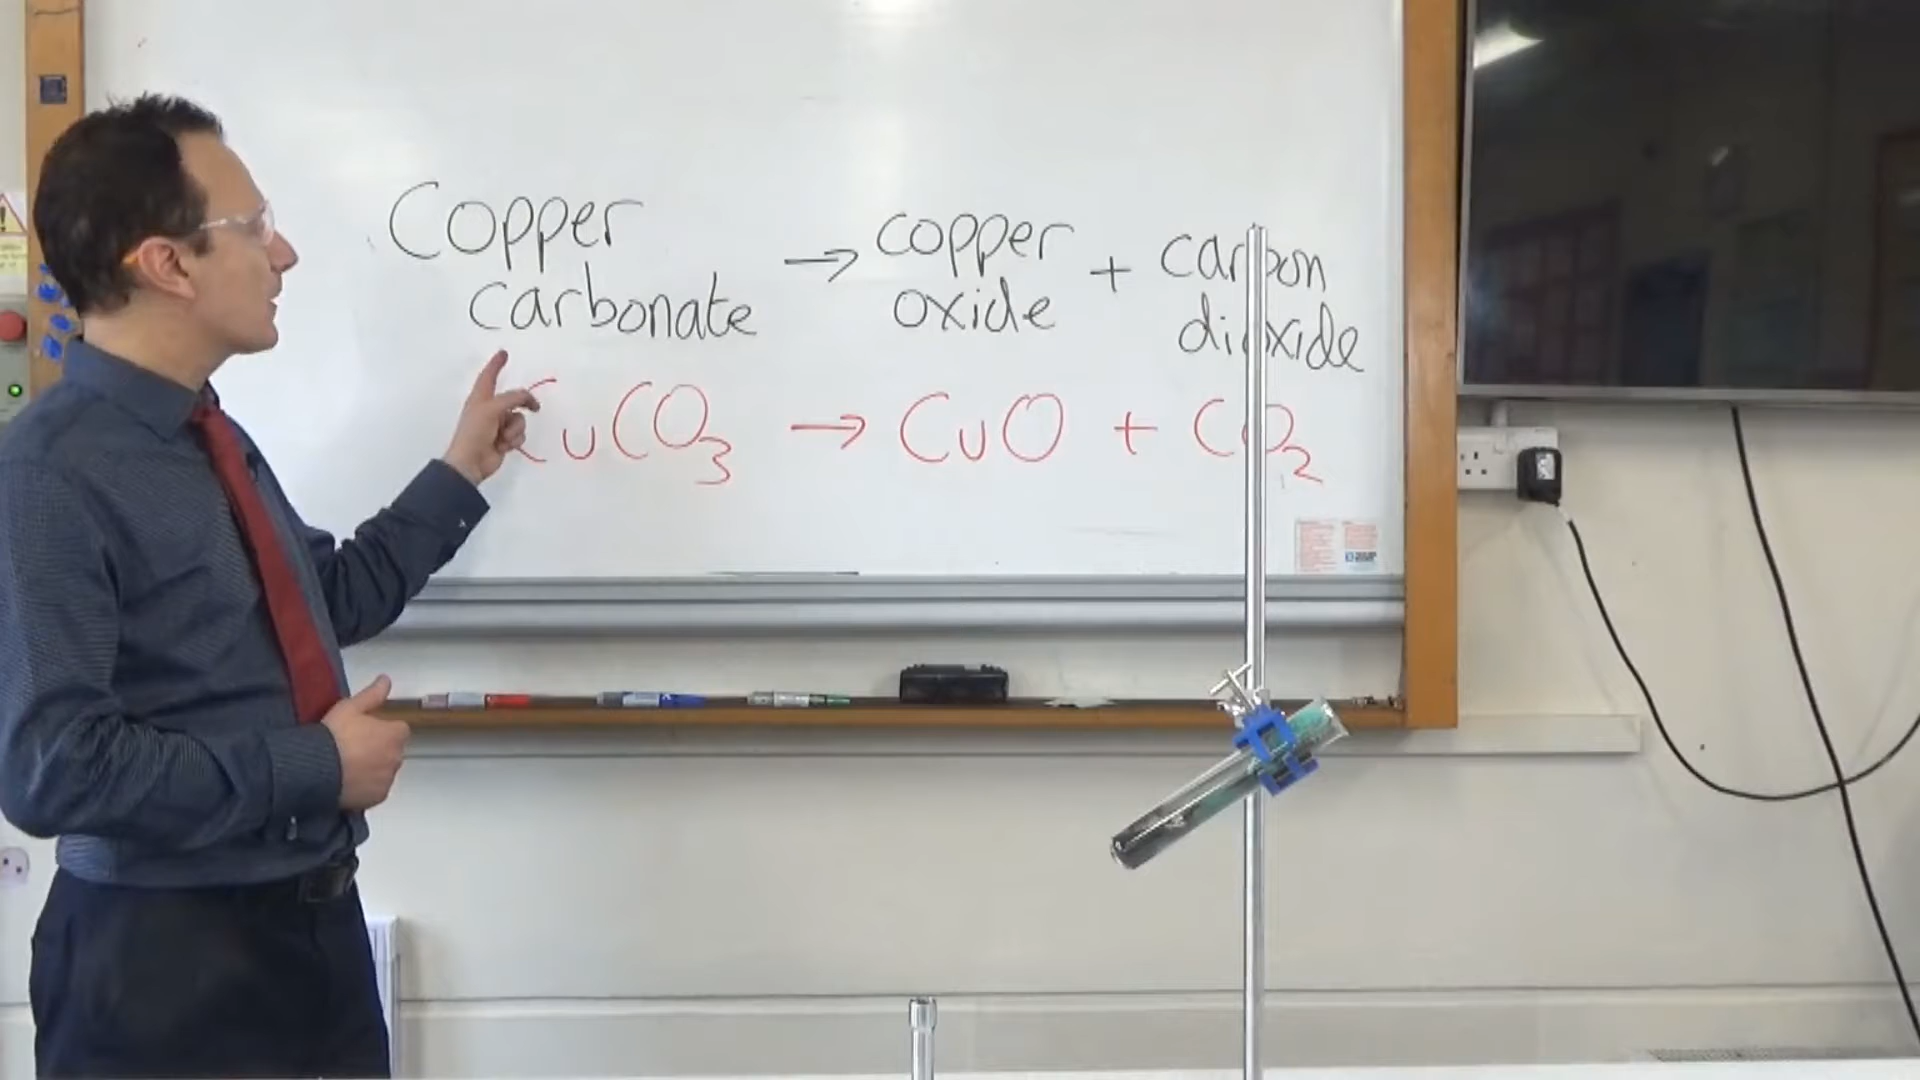 Copper carbonate → copper oxide + carbon dioxide
CuCO₃ → CuO + CO₂